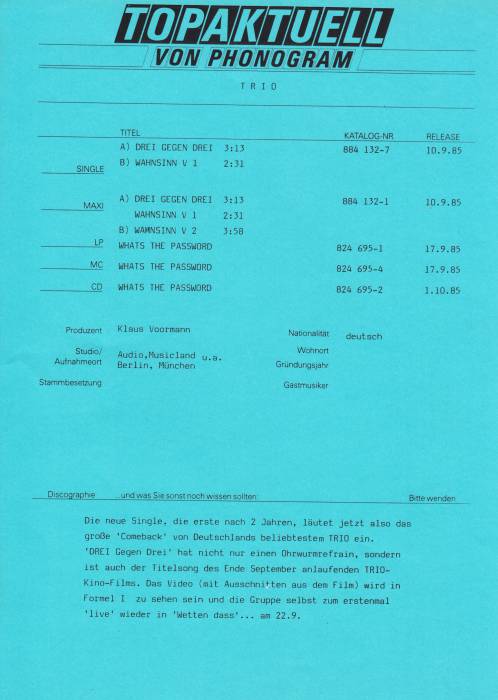 TOPAKTUELL
VON PHONOGRAM
TRIO
TITEL KATALOG-NR RELEASE
A) DREI GEGEN DREI 3:13 884 132-7 10.9.85
SINGLE B) WAHNSINN V 1 2:31
MAXI A) DREI GEGEN DREI 3:13 884 132-1 10.9.85
WAHNSINN V 1 2:31
B) WAMNSINN V 2 3:58
LP WHATS THE PASSWORD 824 695-1 17.9.85
MC WHATS THE PASSWORD 824 695-4 17.9.85
CD WHATS THE PASSWORD 824 695-2 1.10.85
Produzent Klaus Voormann Nationalität deutsch
Studio/ Audio,Musicland u.a. Wohnort
Aufnahmeort Berlin, München Gründungsjahr
Stammbesetzung Gastmusiker
Discographie ...und was Sie sonst noch wissen sollten: Bitte wenden
Die neue Single, die erste nach 2 Jahren, läutet jetzt also das
große 'Comeback' von Deutschlands beliebtestem TRIO ein.
'DREI Gegen Drei' hat nicht nur einen Ohrwurmrefrain, sondern
ist auch der Titelsong des Ende September anlaufenden TRIO-
Kino-Films. Das Video (mit Ausschnitten aus dem Film) wird in
Formel I zu sehen sein und die Gruppe selbst zum erstenmal
'live' wieder in 'Wetten dass'... am 22.9.